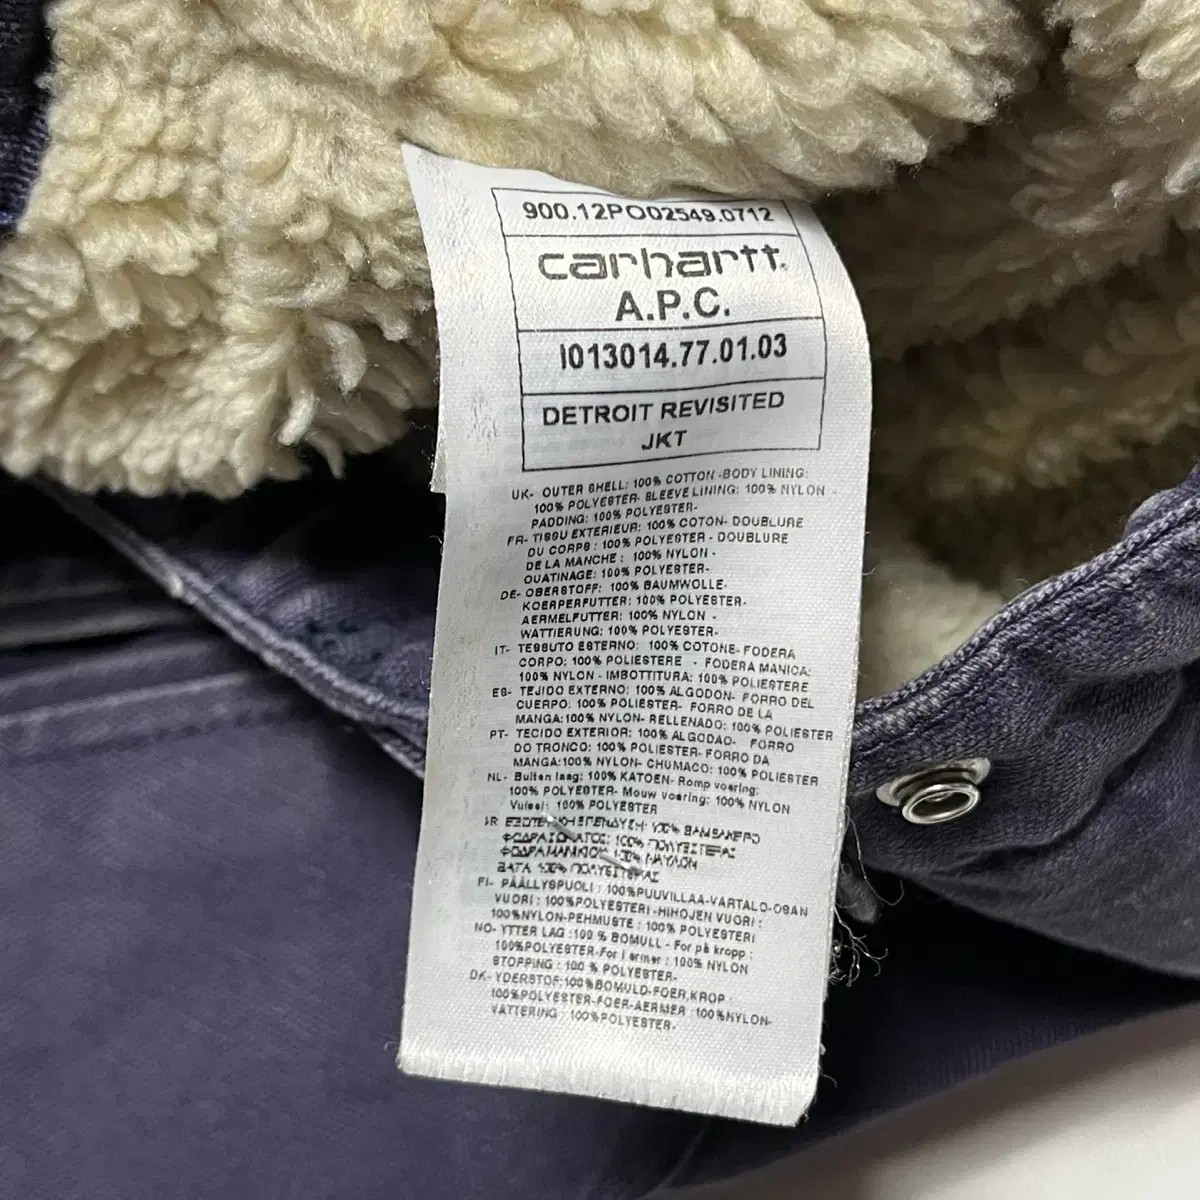 900.12PO02549.0712
carhartt
A.P.C.
I013014.77.01.03
DETROIT REVISITED
JKT
UK- OUTER SHELL: 100% COTTON -BODY LINING:
100% POLYESTER- SLEEVE LINING: 100% NYLON -
PADDING: 100% POLYESTER-
FR- TISSU EXTERIEUR: 100% COTON- DOUBLURE
DU CORPS : 100% POLYESTER - DOUBLURE
DE LA MANCHE : 100% NYLON -
OUATINAGE: 100% POLYESTER-
DE- OBERSTOFF: 100% BAUMWOLLE-
KOERPERFUTTER: 100% POLYESTER-
AERMELFUTTER: 100% NYLON -
WATTIERUNG: 100% POLYESTER-
IT- TESSUTO ESTERNO: 100% COTONE- FODERA
CORPO: 100% POLIESTERE - FODERA MANICA:
100% NYLON - IMBOTTITURA: 100% POLIESTERE
ES- TEJIDO EXTERNO: 100% ALGODON- FORRO DEL
CUERPO: 100% POLIESTER- FORRO DE LA
MANGA:100% NYLON- RELLENADO: 100% POLIESTER
PT- TECIDO EXTERIOR: 100% ALGODAO- FORRO
DO TRONCO: 100% POLIESTER- FORRO DA
MANGA:100% NYLON- CHUMACO: 100% POLIESTER
NL- Buiten laag: 100% KATOEN- Romp voering:
100% POLYESTER- Mouw voering: 100% NYLON
Vulsel: 100% POLYESTER
FI- PÄÄLLYSPUOLI : 100%PUUVILLAA-VARTALO-OSAN
VUORI : 100%POLYESTERI -HIHOJEN VUORI :
100%NYLON-PEHMUSTE : 100% POLYESTERI
NO- YTTER LAG :100 % BOMULL - For på kropp :
100%POLYESTER-For i ermer : 100% NYLON
STOPPING : 100 % POLYESTER-
DK- YDERSTOF:100%BOMULD-FOER,KROP :
100%POLYESTER-FOER-AERMER :100%NYLON-
VATTERING : 100%POLYESTER-